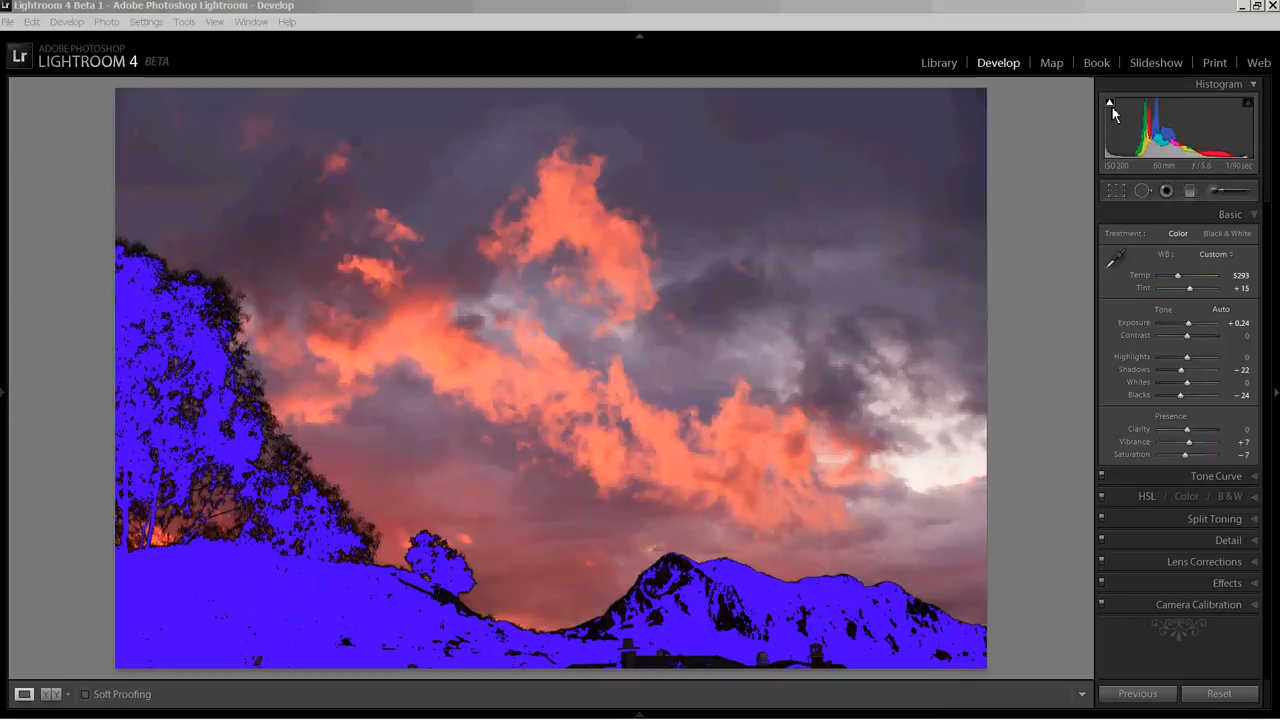 Lightroom 4 Beta 1 - Adobe Photoshop Lightroom - Develop
File Edit Develop Photo Settings Tools View Window Help
Lr
ADOBE PHOTOSHOP
LIGHTROOM 4 BETA
Library Develop Map Book Slideshow Print Web
Histogram
ISO 200 60 mm f / 5.6 1/90 sec
Basic
Treatment : Color Black & White
WB : Custom
Temp 5293
Tint + 15
Tone Auto
Exposure + 0.24
Contrast 0
Highlights 0
Shadows – 22
Whites 0
Blacks – 24
Presence
Clarity 0
Vibrance + 7
Saturation – 7
Tone Curve
HSL / Color / B & W
Split Toning
Detail
Lens Corrections
Effects
Camera Calibration
Soft Proofing
Previous Reset